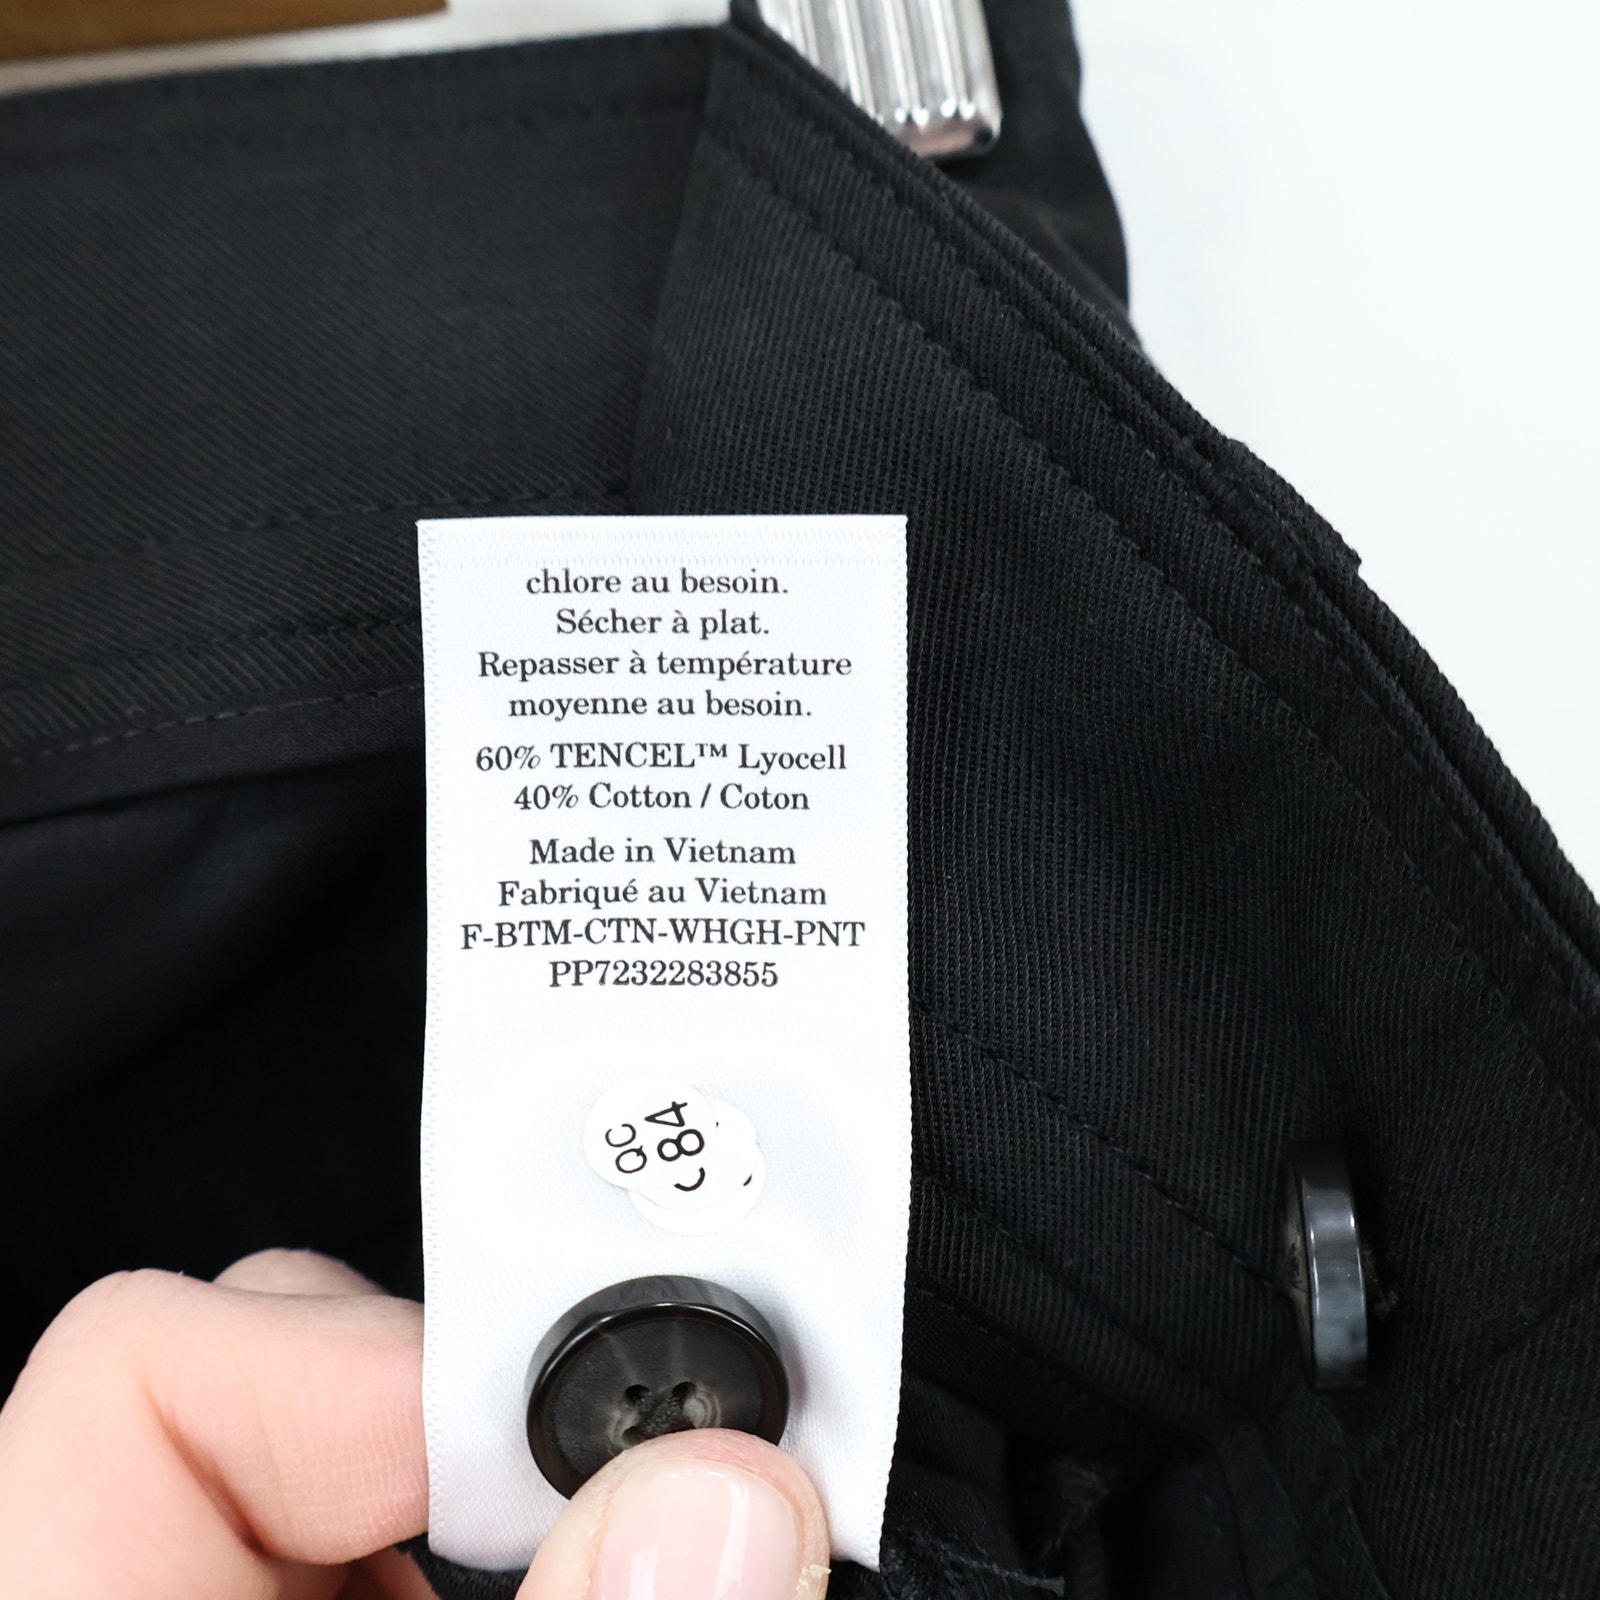 chlore au besoin.
Sécher à plat.
Repasser à température
moyenne au besoin.
60% TENCEL™ Lyocell
40% Cotton / Coton
Made in Vietnam
Fabriqué au Vietnam
F-BTM-CTN-WHGH-PNT
PP7232283855
QC
84